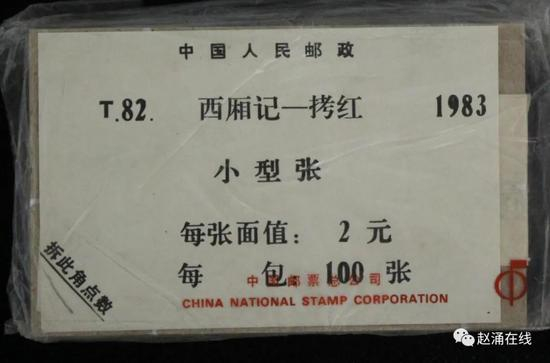 中国人民邮政
T.82. 西厢记—拷红 1983
小型张
每张面值：2元
每 包 100 张
中国邮票总公司
CHINA NATIONAL STAMP CORPORATION
拆此角点数
赵涌在线